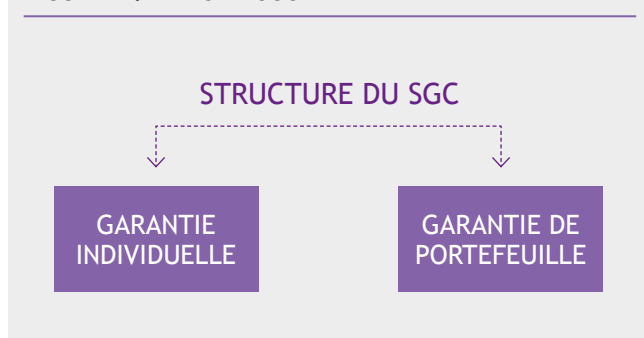 STRUCTURE DU SGC
GARANTIE
INDIVIDUELLE
GARANTIE DE
PORTEFEUILLE